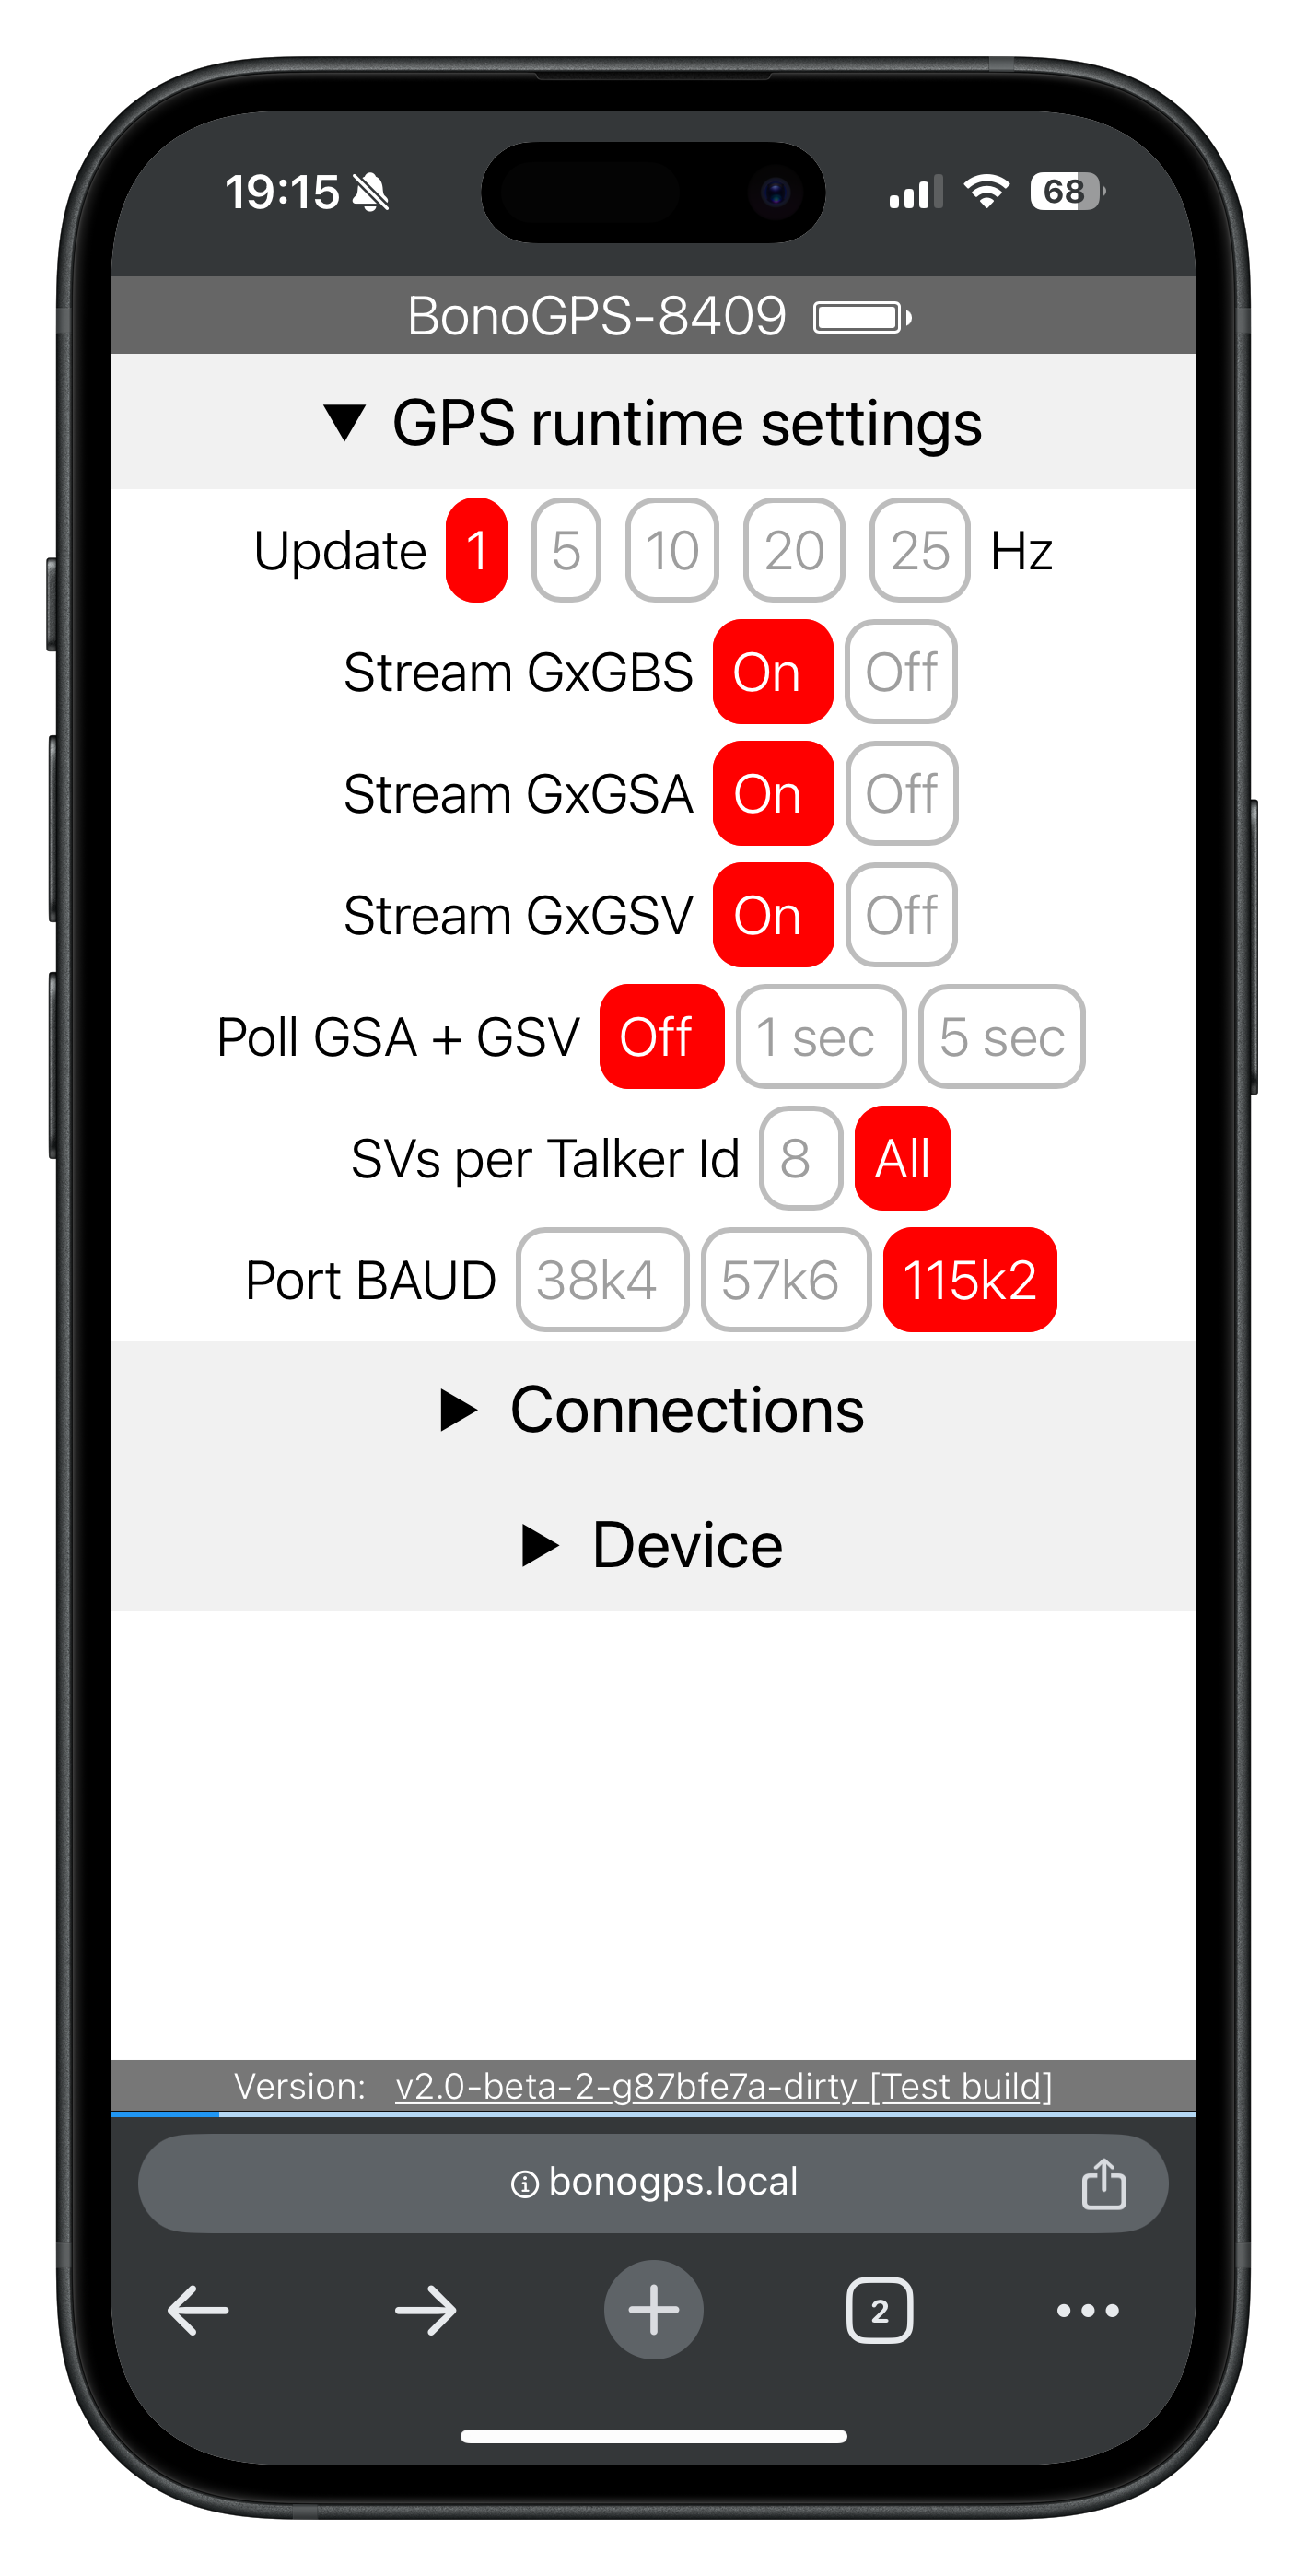 19:15 68
BonoGPS-8409
▼ GPS runtime settings
Update 1 5 10 20 25 Hz
Stream GxGBS On Off
Stream GxGSA On Off
Stream GxGSV On Off
Poll GSA + GSV Off 1 sec 5 sec
SVs per Talker Id 8 All
Port BAUD 38k4 57k6 115k2
▶ Connections
▶ Device
Version: v2.0-beta-2-g87bfe7a-dirty [Test build]
bonogps.local
2